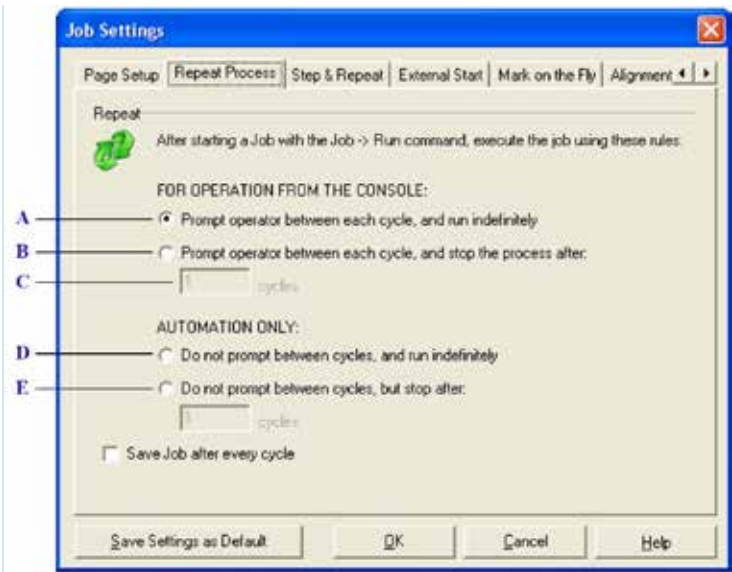 Job Settings
Page Setup Repeat Process Step & Repeat External Start Mark on the Fly Alignment
Repeat
After starting a Job with the Job -> Run command, execute the job using these rules:
FOR OPERATION FROM THE CONSOLE:
A Prompt operator between each cycle, and run indefinitely
B Prompt operator between each cycle, and stop the process after:
C 1 cycles
AUTOMATION ONLY:
D Do not prompt between cycles, and run indefinitely
E Do not prompt between cycles, but stop after:
1 cycles
Save Job after every cycle
Save Settings as Default OK Cancel Help